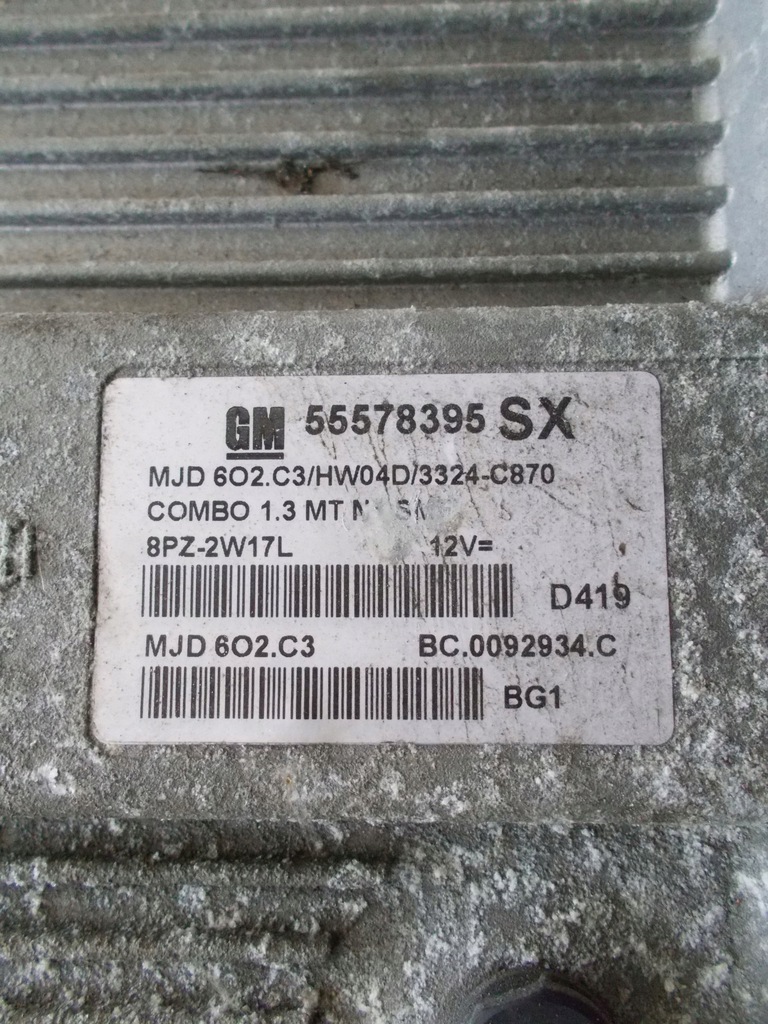 GM 55578395 SX
MJD 6O2.C3/HW04D/3324-C870
COMBO 1.3 MT
8PZ-2W17L 12V=
D419
MJD 6O2.C3 BC.0092934.C
BG1